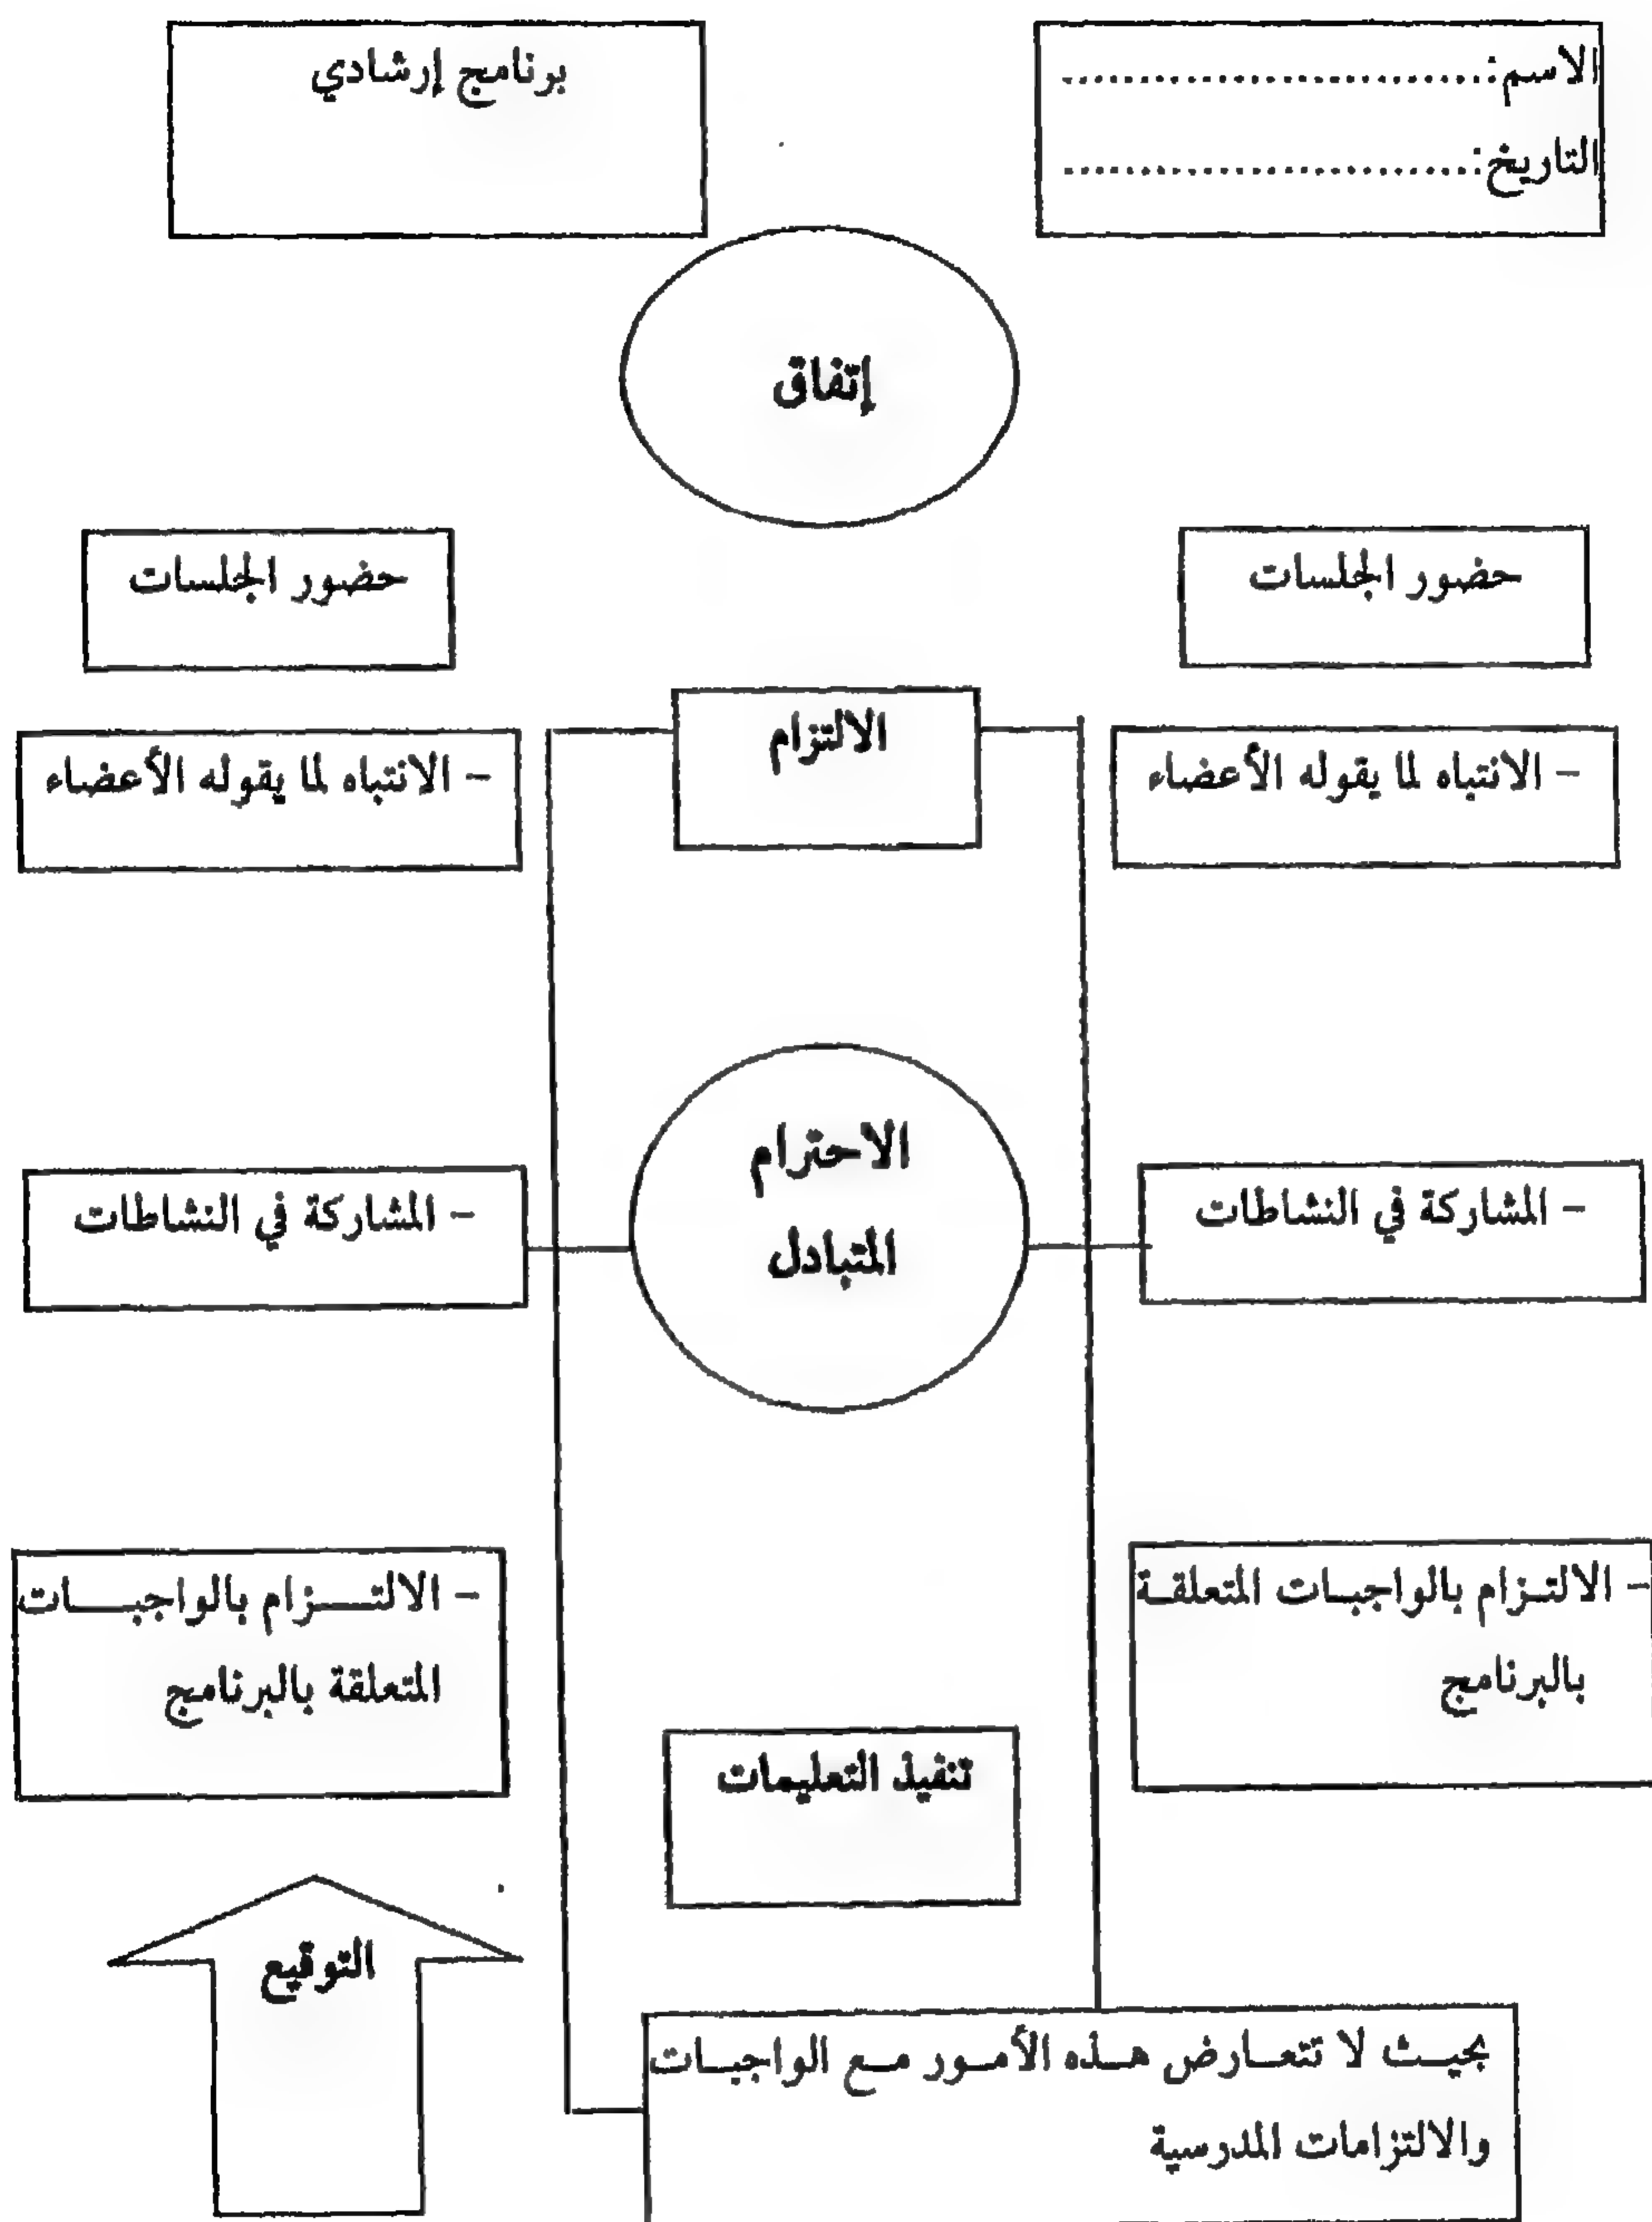 الاسم:...........................
التاريخ:...........................
برنامج إرشادي
إتفاق
حضور الجلسات
حضور الجلسات
الالتزام
- الانتباه لما يقوله الأعضاء
- الانتباه لما يقوله الأعضاء
الاحترام
المتبادل
- المشاركة في النشاطات
- المشاركة في النشاطات
- الالتزام بالواجبات المتعلقة
بالبرنامج
- الالتزام بالواجبات
المتعلقة بالبرنامج
تنفيذ التعليمات
التوقيع
بحيث لا تتعارض هذه الأمور مع الواجبات
والالتزامات المدرسية